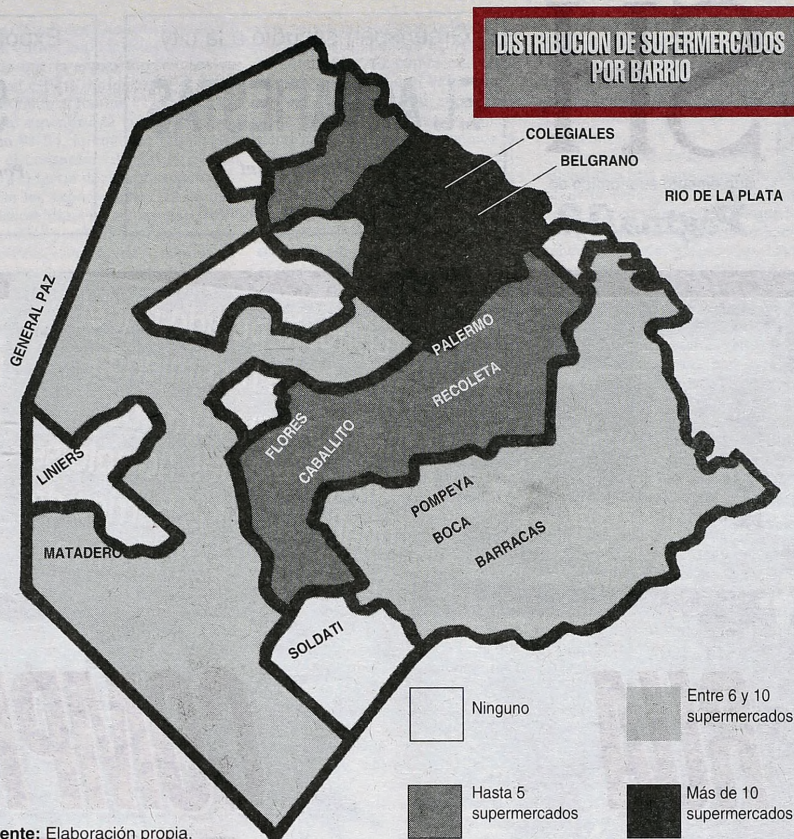 DISTRIBUCION DE SUPERMERCADOS
POR BARRIO
COLEGIALES
BELGRANO
RIO DE LA PLATA
GENERAL PAZ
PALERMO
RECOLETA
FLORES
CABALLITO
LINIERS
POMPEYA
BOCA
BARRACAS
MATADERO
SOLDATI
Ninguno
Entre 6 y 10
supermercados
Hasta 5
supermercados
Más de 10
supermercados
ente: Elaboración propia.